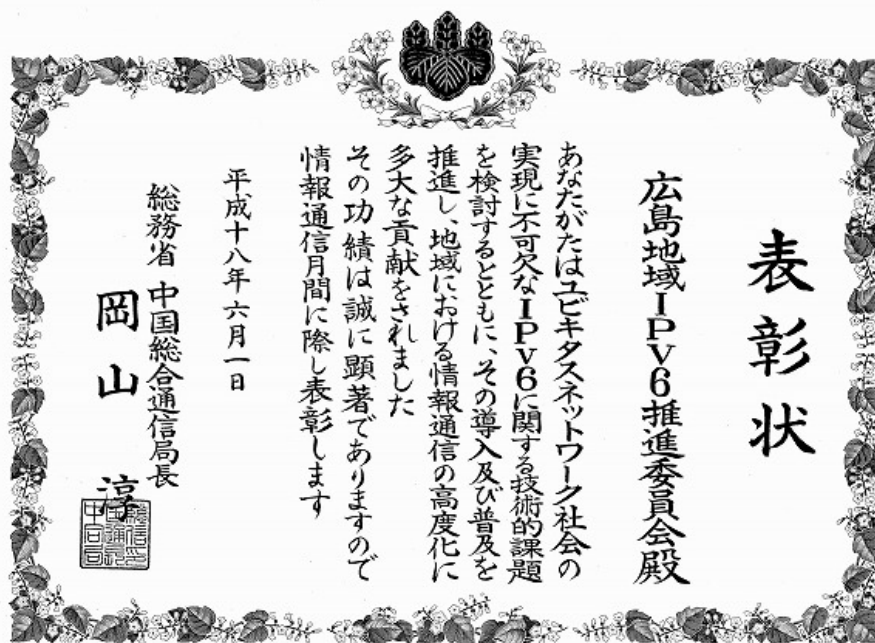 表彰状
広島地域IPv6推進委員会殿
あなたがたはユビキタスネットワーク社会の
実現に不可欠なIPv6に関する技術的課題
を検討するとともに、その導入及び普及を
推進し、地域における情報通信の高度化に
多大な貢献をされました
その功績は誠に顕著でありますので
情報通信月間に際し表彰します
平成十八年六月一日
総務省 中国総合通信局長
岡山 淳